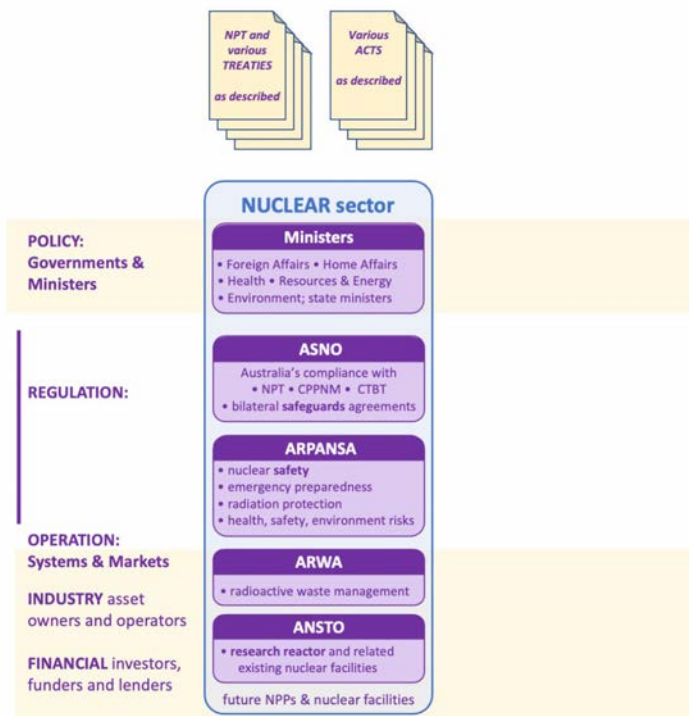 NPT and
various
TREATIES
as described
Various
ACTS
as described
NUCLEAR sector
POLICY:
Governments &
Ministers
Ministers
• Foreign Affairs • Home Affairs
• Health • Resources & Energy
• Environment; state ministers
REGULATION:
ASNO
Australia's compliance with
• NPT • CPPNM • CTBT
• bilateral safeguards agreements
ARPANSA
• nuclear safety
• emergency preparedness
• radiation protection
• health, safety, environment risks
OPERATION:
Systems & Markets
INDUSTRY asset
owners and operators
FINANCIAL investors,
funders and lenders
ARWA
• radioactive waste management
ANSTO
• research reactor and related
existing nuclear facilities
future NPPs & nuclear facilities